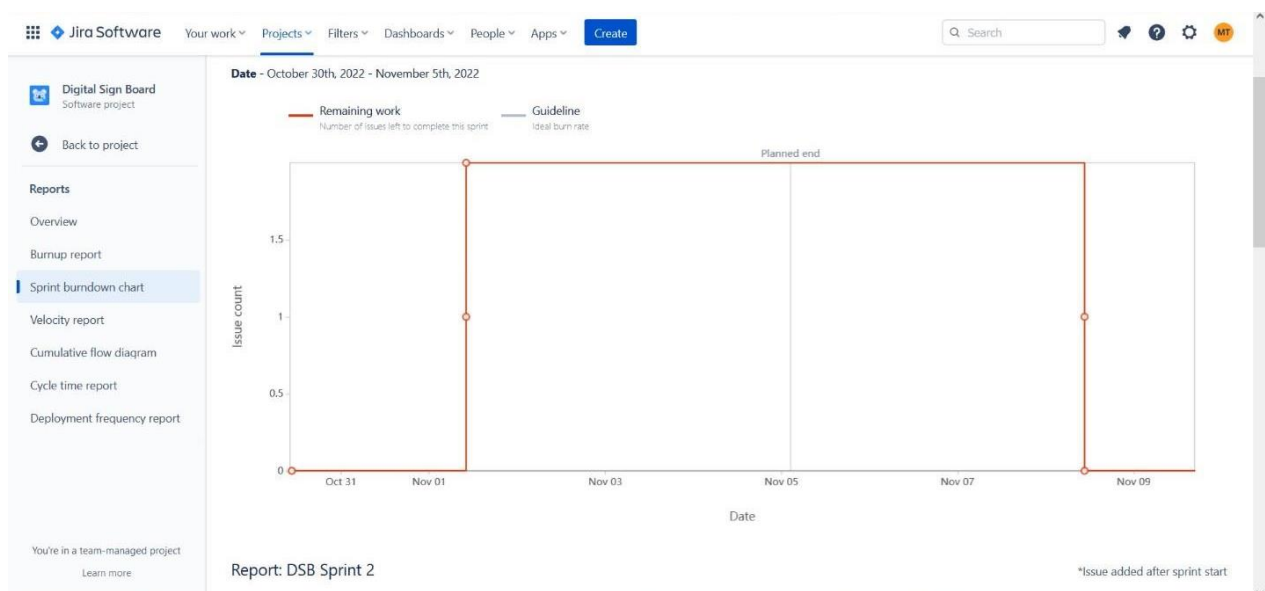 Jira Software Your work Projects Filters Dashboards People Apps Create Search MT
Digital Sign Board
Software project
Back to project
Reports
Overview
Burnup report
Sprint burndown chart
Velocity report
Cumulative flow diagram
Cycle time report
Deployment frequency report
You're in a team-managed project
Learn more
Date - October 30th, 2022 - November 5th, 2022
Remaining work Guideline
Number of issues left to complete this sprint Ideal burn rate
Planned end
1.5
1
0.5
0
Issue count
Oct 31 Nov 01 Nov 03 Nov 05 Nov 07 Nov 09
Date
Report: DSB Sprint 2 *Issue added after sprint start